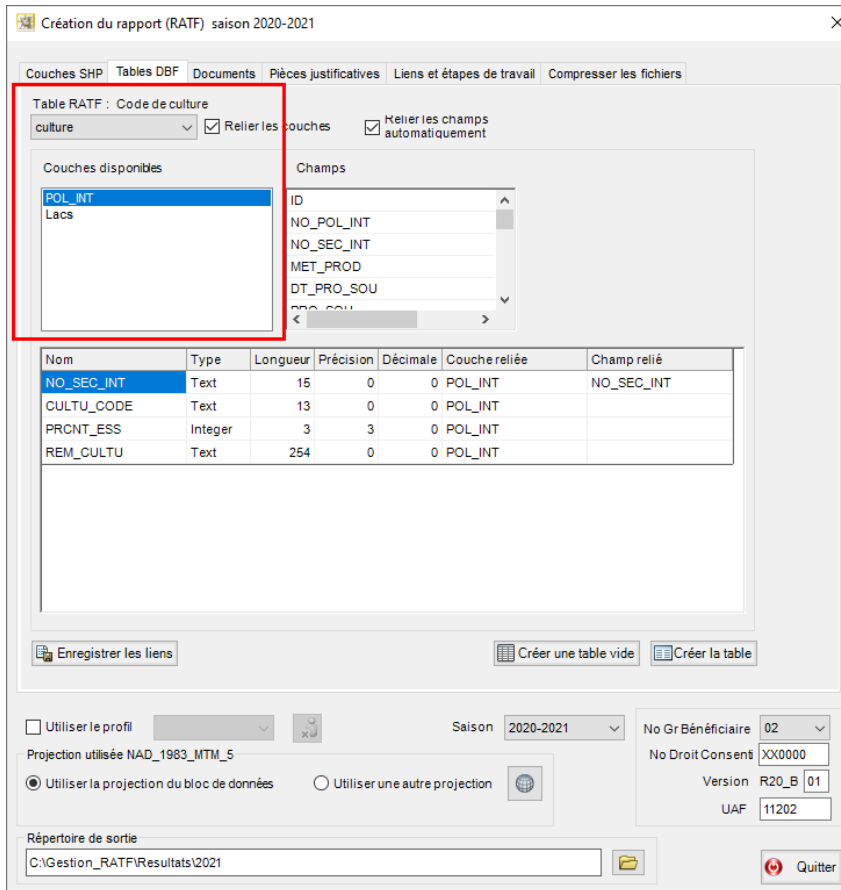 Création du rapport (RATF) saison 2020-2021
Couches SHP Tables DBF Documents Pièces justificatives Liens et étapes de travail Compresser les fichiers
Table RATF : Code de culture
culture Relier les couches Relier les champs automatiquement
Couches disponibles Champs
POL_INT
Lacs
ID
NO_POL_INT
NO_SEC_INT
MET_PROD
DT_PRO_SOU
Nom Type Longueur Précision Décimale Couche reliée Champ relié
NO_SEC_INT Text 15 0 0 POL_INT NO_SEC_INT
CULTU_CODE Text 13 0 0 POL_INT
PRCNT_ESS Integer 3 3 0 POL_INT
REM_CULTU Text 254 0 0 POL_INT
Enregistrer les liens Créer une table vide Créer la table
Utiliser le profil Saison 2020-2021
Projection utilisée NAD_1983_MTM_5
Utiliser la projection du bloc de données Utiliser une autre projection
No Gr Bénéficiaire 02
No Droit Consenti XX0000
Version R20_B 01
UAF 11202
Répertoire de sortie
C:\Gestion_RATF\Resultats\2021
Quitter